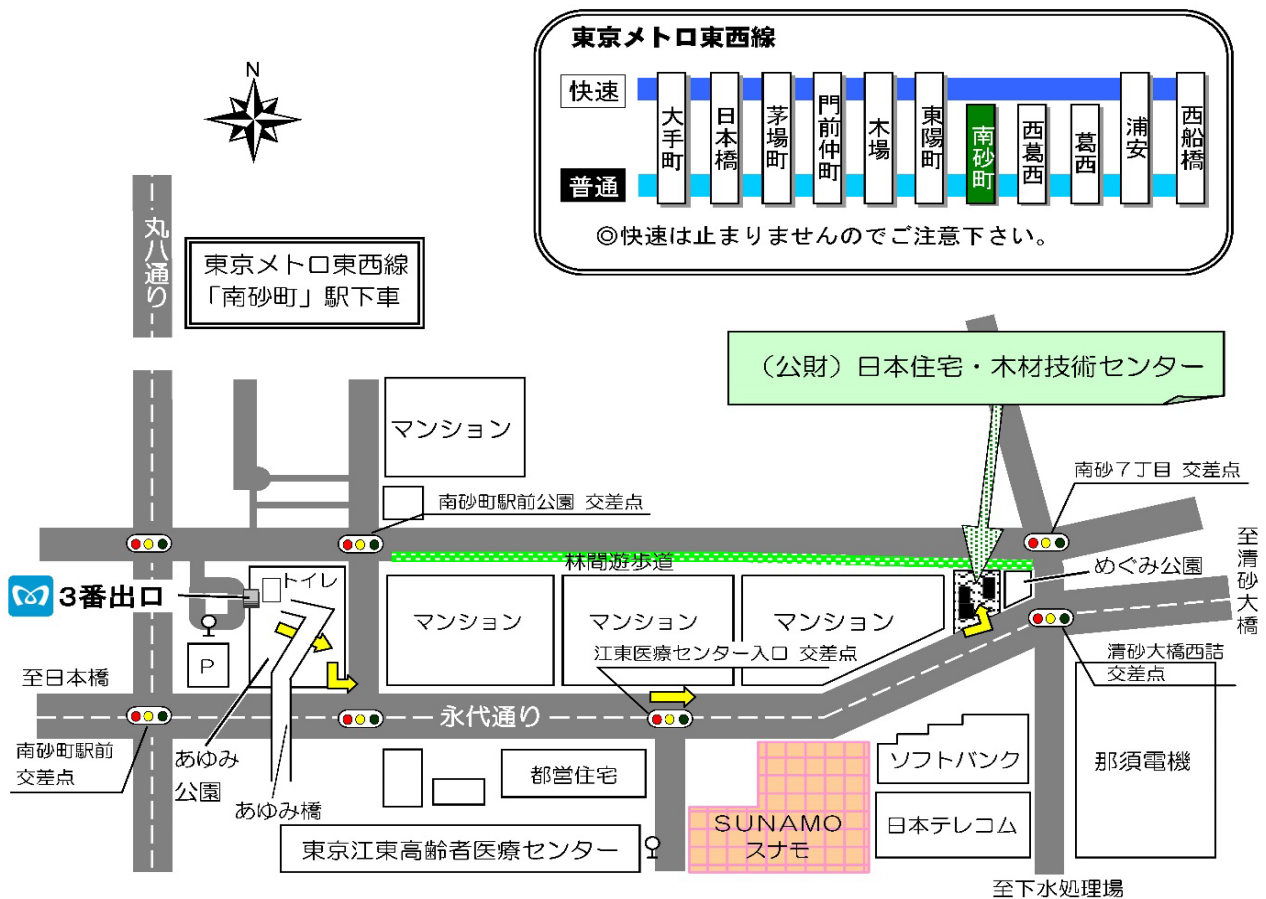 東京メトロ東西線
快速
普通
大手町
日本橋
茅場町
門前仲町
木場
東陽町
南砂町
西葛西
葛西
浦安
西船橋
◎快速は止まりませんのでご注意下さい。
N
丸八通り
東京メトロ東西線
「南砂町」駅下車
(公財)日本住宅・木材技術センター
マンション
南砂町駅前公園 交差点
南砂7丁目 交差点
至清砂大橋
林間遊歩道
めぐみ公園
3番出口
トイレ
マンション
マンション
マンション
P
江東医療センター入口 交差点
清砂大橋西詰
交差点
至日本橋
永代通り
南砂町駅前
交差点
あゆみ
公園
あゆみ橋
都営住宅
東京江東高齢者医療センター
SUNAMO
スナモ
ソフトバンク
日本テレコム
那須電機
至下水処理場